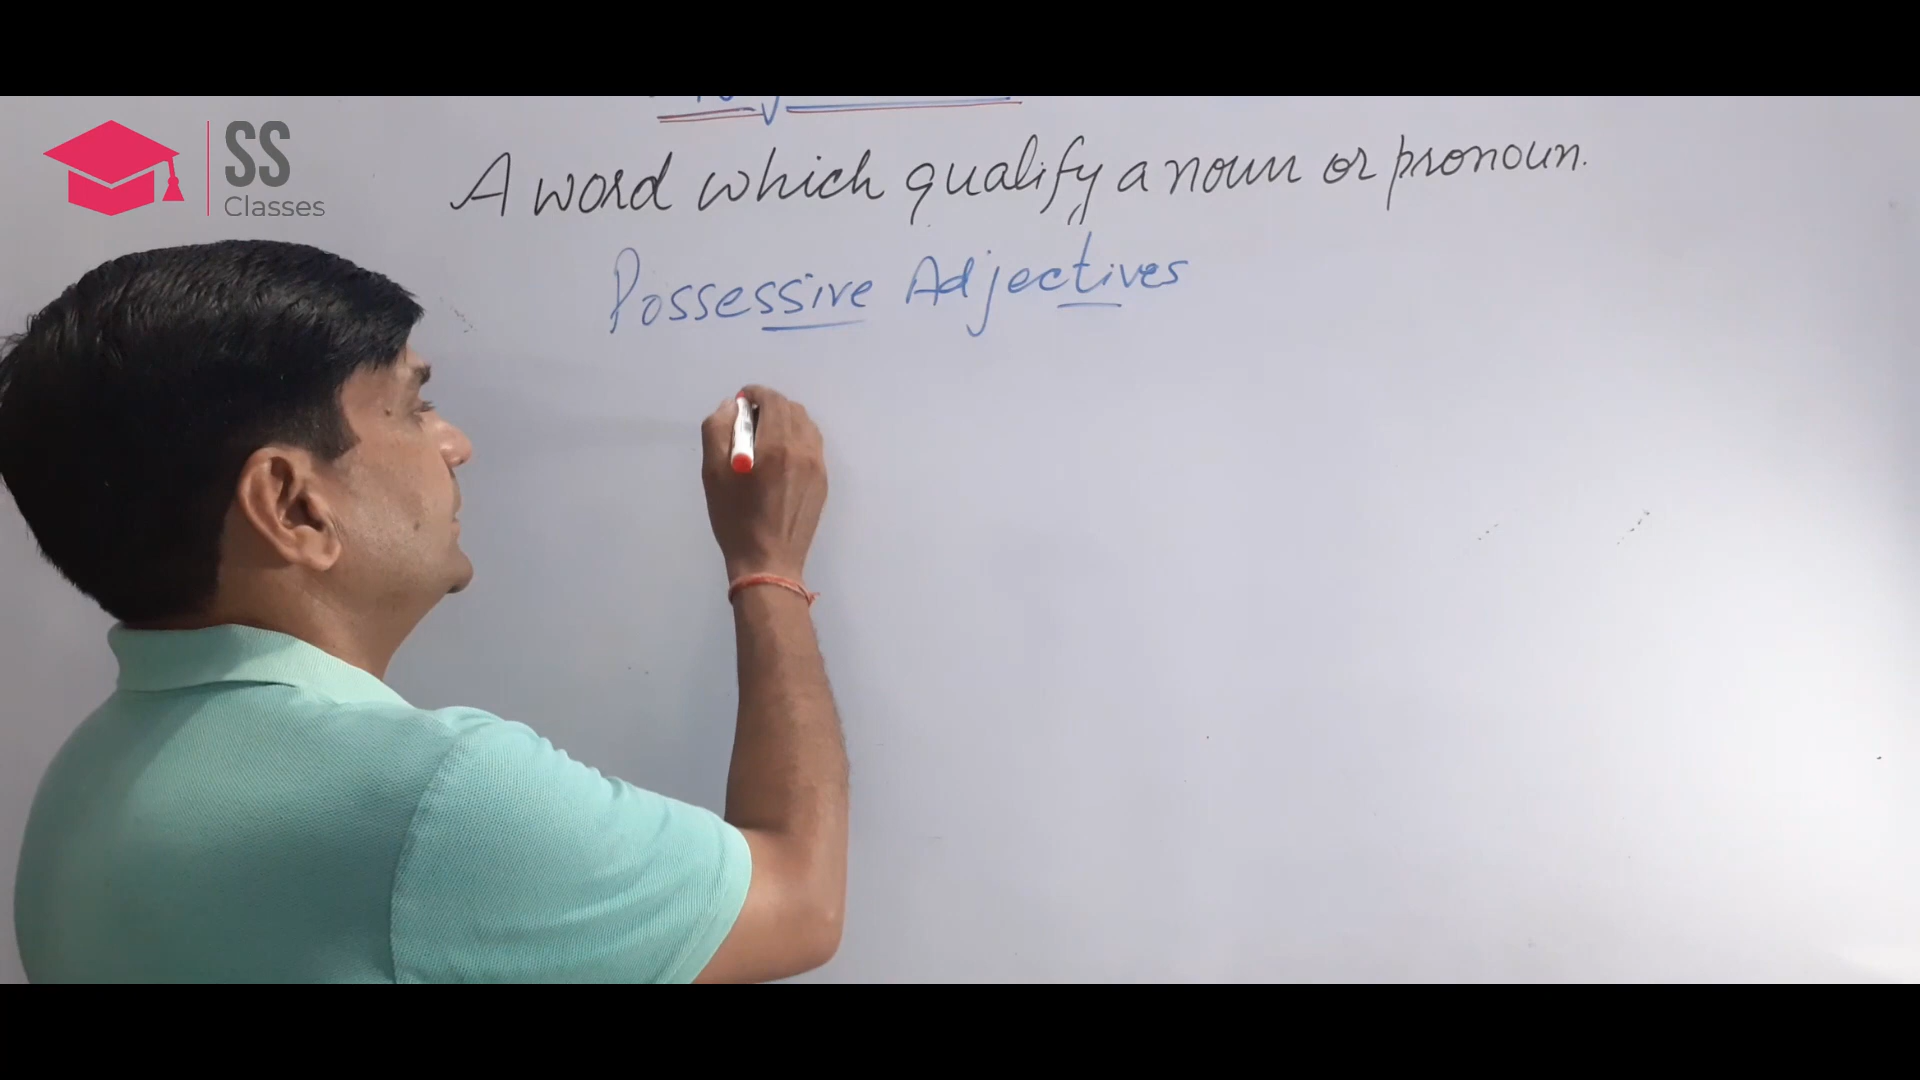 SS
Classes
A word which qualify a noun or pronoun.
Possessive Adjectives